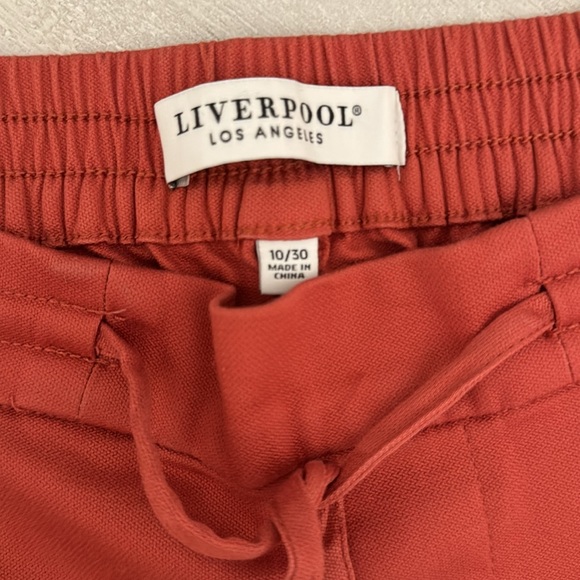 LIVERPOOL®
LOS ANGELES
10/30
MADE IN
CHINA